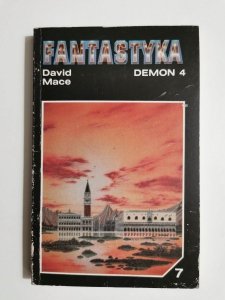 FANTASTYKA
David DEMON 4
Mace
7